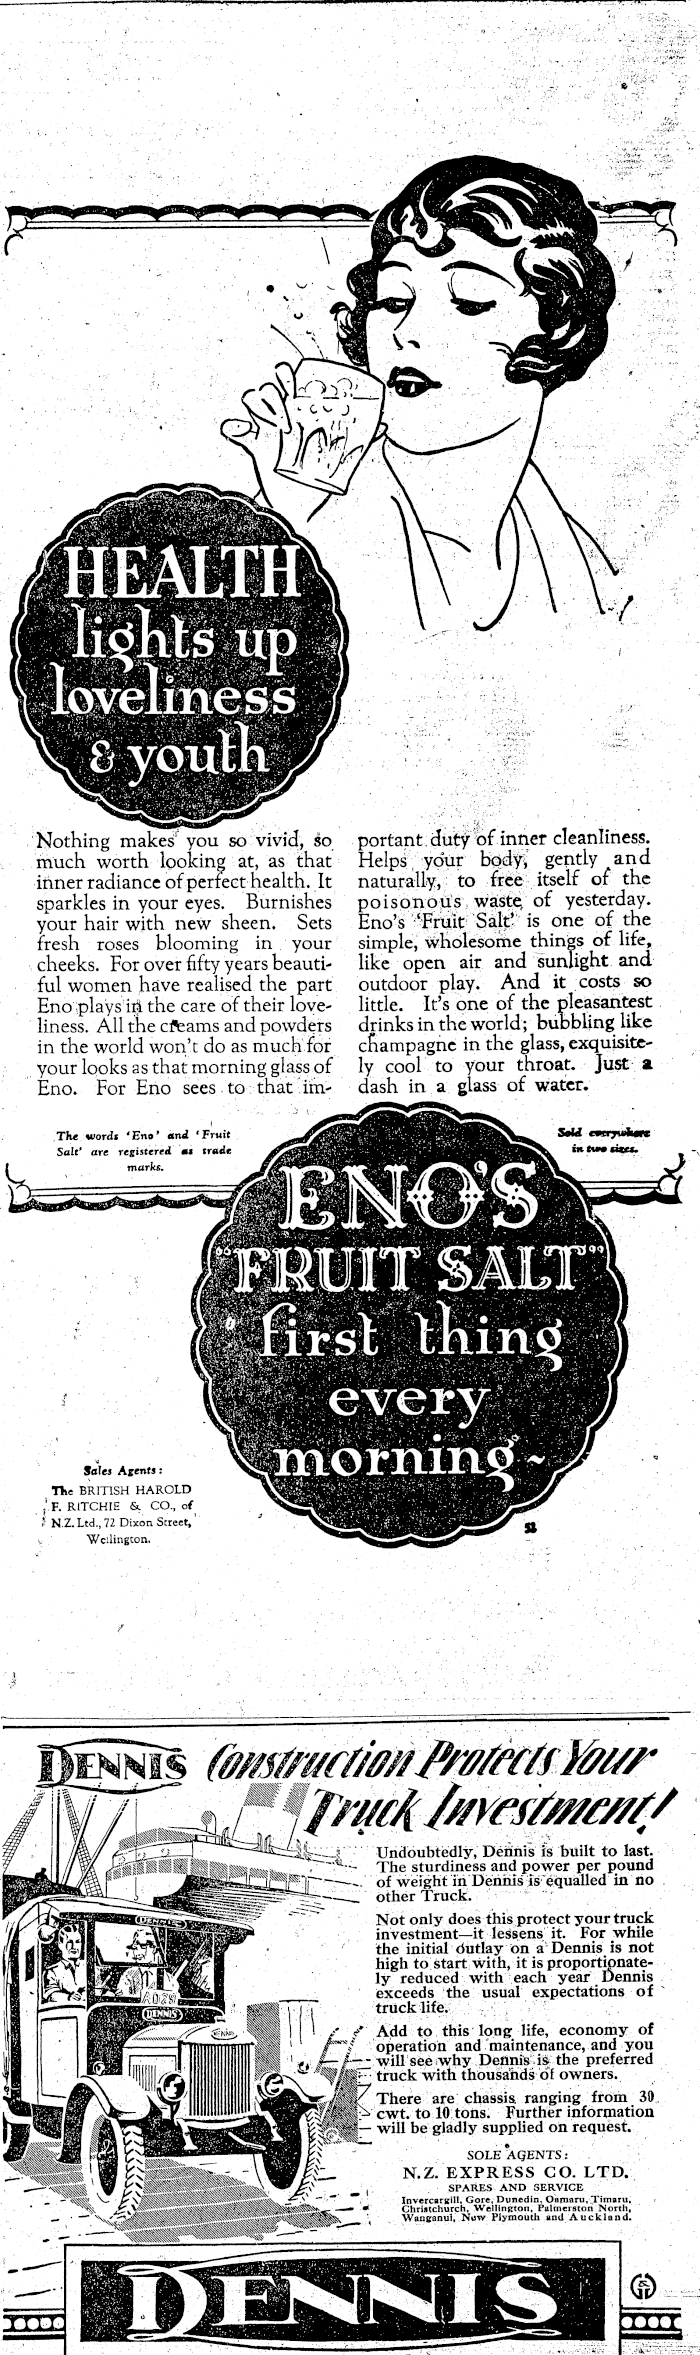 HEALTH
lights up
loveliness
& youth
Nothing makes you so vivid, so
much worth looking at, as that
inner radiance of perfect health. It
sparkles in your eyes. Burnishes
your hair with new sheen. Sets
fresh roses blooming in your
cheeks. For over fifty years beauti-
ful women have realised the part
Eno plays in the care of their love-
liness. All the creams and powders
in the world won't do as much for
your looks as that morning glass of
Eno. For Eno sees to that im-
portant duty of inner cleanliness.
Helps your body, gently and
naturally, to free itself of the
poisonous waste of yesterday.
Eno's 'Fruit Salt' is one of the
simple, wholesome things of life,
like open air and sunlight and
outdoor play. And it costs so
little. It's one of the pleasantest
drinks in the world; bubbling like
champagne in the glass, exquisite-
ly cool to your throat. Just a
dash in a glass of water.
The words 'Eno' and 'Fruit
Salt' are registered as trade
marks.
Sold everywhere
in two sizes.
ENO'S
"FRUIT SALT"
first thing
every
morning~
Sales Agents:
The BRITISH HAROLD
F. RITCHIE & CO., of
N.Z. Ltd., 72 Dixon Street,
Wellington.
52
DENNIS Construction Protects Your
Truck Investment!
Undoubtedly, Dennis is built to last.
The sturdiness and power per pound
of weight in Dennis is equalled in no
other Truck.
Not only does this protect your truck
investment—it lessens it. For while
the initial outlay on a Dennis is not
high to start with, it is proportionate-
ly reduced with each year Dennis
exceeds the usual expectations of
truck life.
Add to this long life, economy of
operation and maintenance, and you
will see why Dennis is the preferred
truck with thousands of owners.
There are chassis ranging from 30
cwt. to 10 tons. Further information
will be gladly supplied on request.
SOLE AGENTS:
N.Z. EXPRESS CO. LTD.
SPARES AND SERVICE
Invercargill, Gore, Dunedin, Oamaru, Timaru,
Christchurch, Wellington, Palmerston North,
Wanganui, New Plymouth and Auckland.
DENNIS
DENNIS
DENNIS